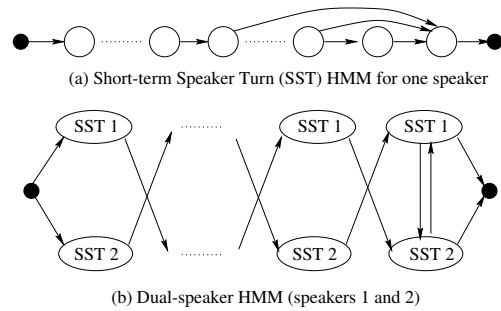 (a) Short-term Speaker Turn (SST) HMM for one speaker
SST 1 SST 1 SST 1
SST 2 SST 2 SST 2
(b) Dual-speaker HMM (speakers 1 and 2)